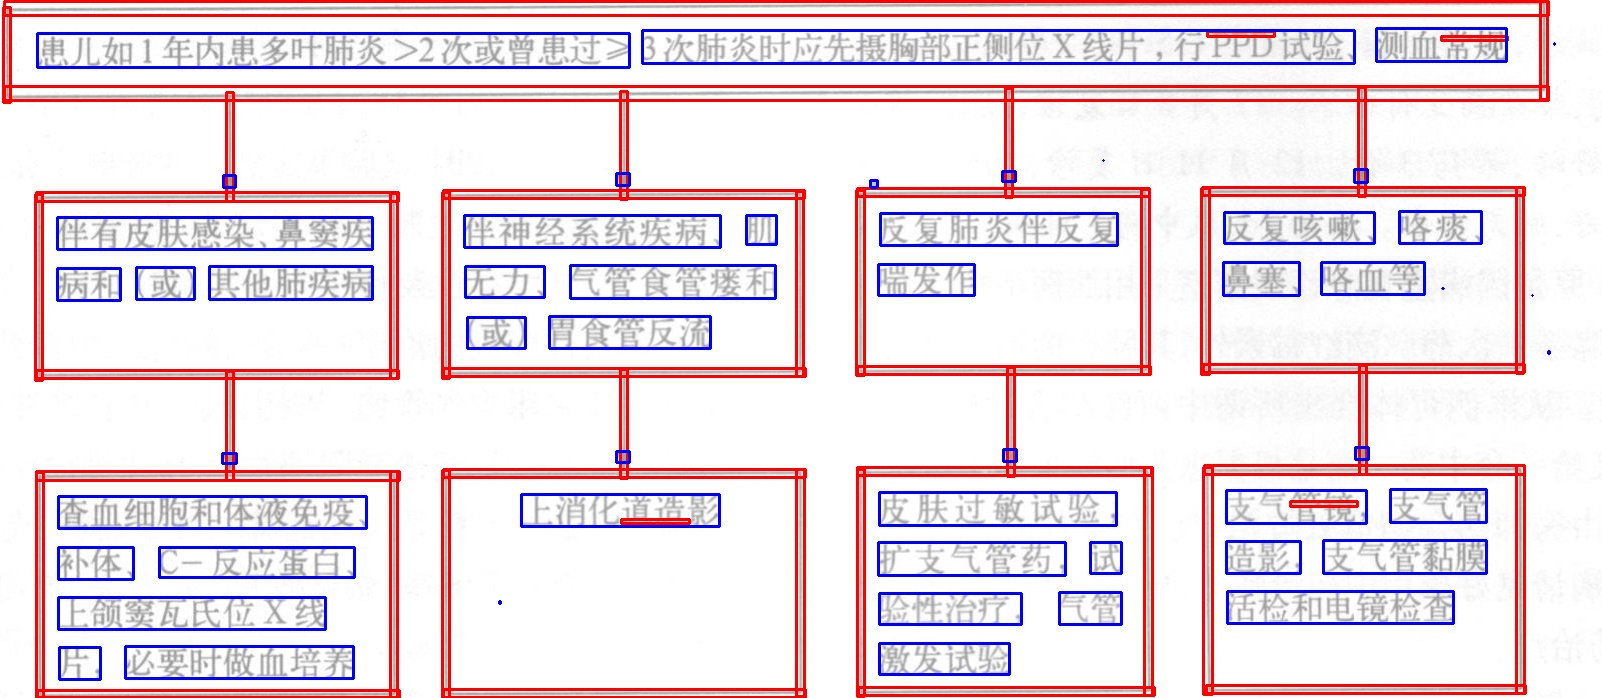 患儿如1年内患多叶肺炎>2次或曾患过≥3次肺炎时应先摄胸部正侧位X线片,行PPD试验、测血常规
伴有皮肤感染、鼻窦疾
病和(或)其他肺疾病
伴神经系统疾病、肌
无力、气管食管瘘和
(或)胃食管反流
反复肺炎伴反复
喘发作
反复咳嗽、咯痰、
鼻塞、咯血等
查血细胞和体液免疫、
补体、C-反应蛋白、
上颌窦瓦氏位X线
片,必要时做血培养
上消化道造影
皮肤过敏试验,
扩支气管药,试
验性治疗,气管
激发试验
支气管镜,支气管
造影,支气管黏膜
活检和电镜检查